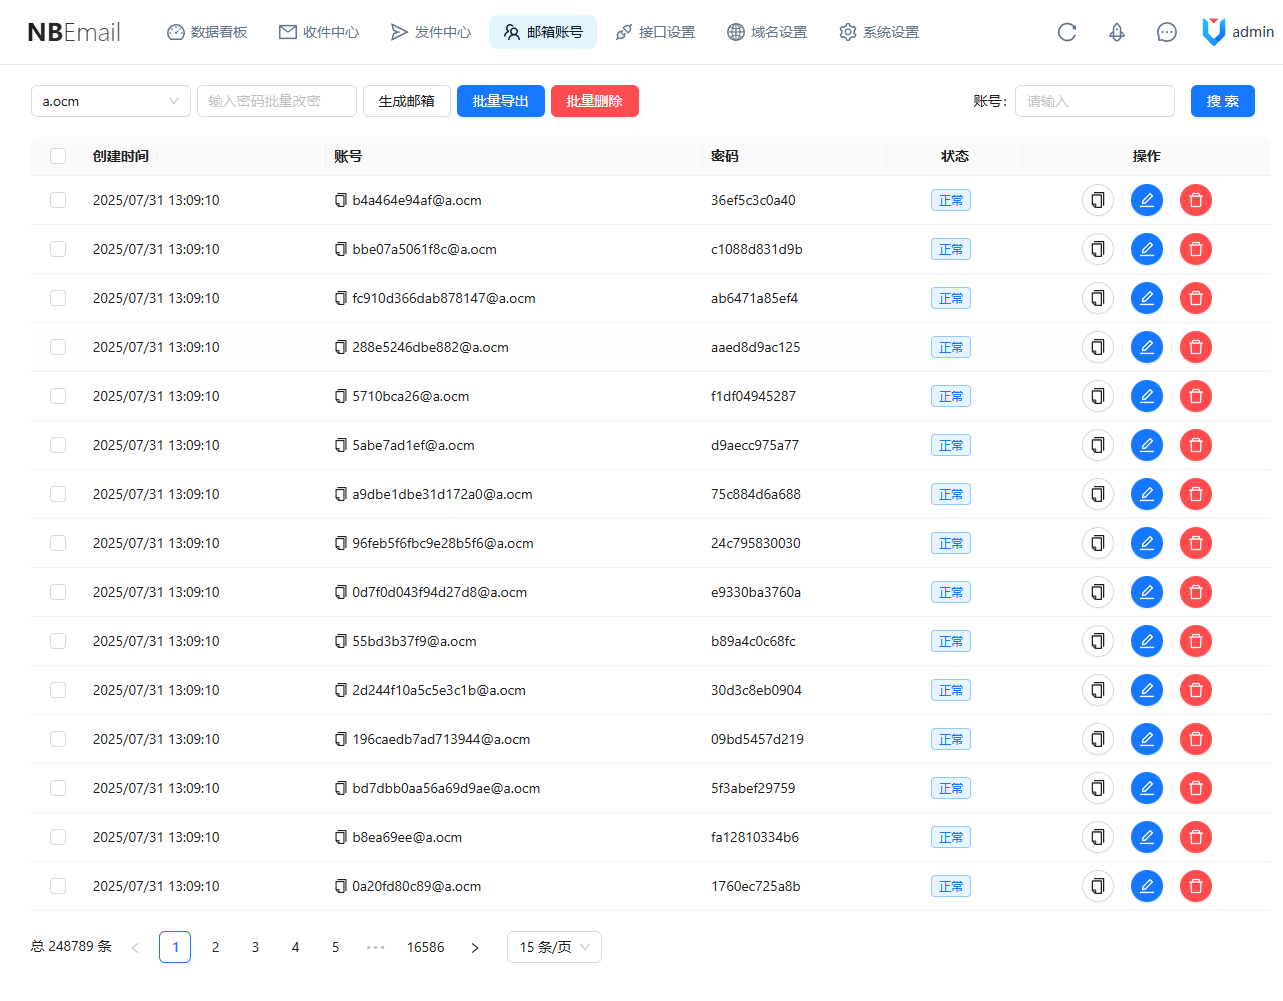 NBEmail 数据看板 收件中心 发件中心 邮箱账号 接口设置 域名设置 系统设置 admin
a.ocm 输入密码批量改密 生成邮箱 批量导出 批量删除 账号: 请输入 搜 索
创建时间 账号 密码 状态 操作
2025/07/31 13:09:10 b4a464e94af@a.ocm 36ef5c3c0a40 正常
2025/07/31 13:09:10 bbe07a5061f8c@a.ocm c1088d831d9b 正常
2025/07/31 13:09:10 fc910d366dab878147@a.ocm ab6471a85ef4 正常
2025/07/31 13:09:10 288e5246dbe882@a.ocm aaed8d9ac125 正常
2025/07/31 13:09:10 5710bca26@a.ocm f1df04945287 正常
2025/07/31 13:09:10 5abe7ad1ef@a.ocm d9aecc975a77 正常
2025/07/31 13:09:10 a9dbe1dbe31d172a0@a.ocm 75c884d6a688 正常
2025/07/31 13:09:10 96feb5f6fbc9e28b5f6@a.ocm 24c795830030 正常
2025/07/31 13:09:10 0d7f0d043f94d27d8@a.ocm e9330ba3760a 正常
2025/07/31 13:09:10 55bd3b37f9@a.ocm b89a4c0c68fc 正常
2025/07/31 13:09:10 2d244f10a5c5e3c1b@a.ocm 30d3c8eb0904 正常
2025/07/31 13:09:10 196caedb7ad713944@a.ocm 09bd5457d219 正常
2025/07/31 13:09:10 bd7dbb0aa56a69d9ae@a.ocm 5f3abef29759 正常
2025/07/31 13:09:10 b8ea69ee@a.ocm fa12810334b6 正常
2025/07/31 13:09:10 0a20fd80c89@a.ocm 1760ec725a8b 正常
总 248789 条 < 1 2 3 4 5 ••• 16586 > 15 条/页